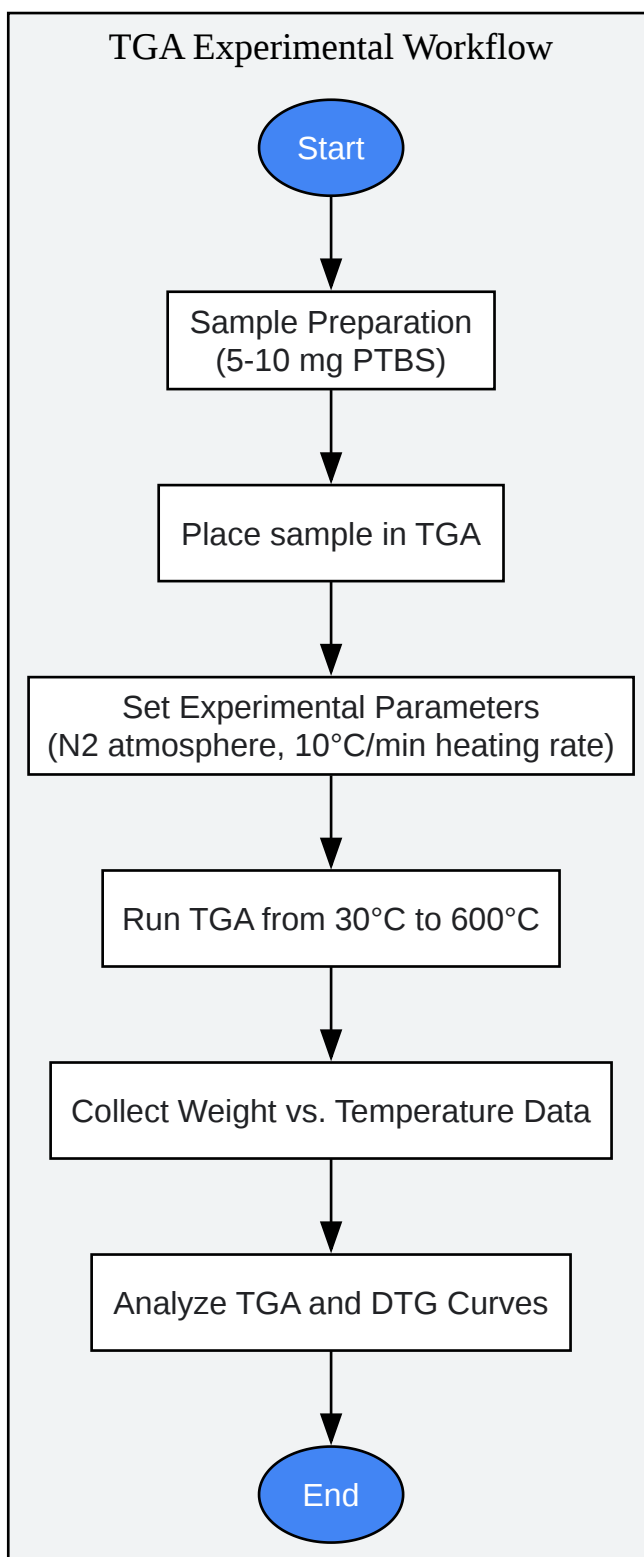 TGA Experimental Workflow
Start
Sample Preparation
(5-10 mg PTBS)
Place sample in TGA
Set Experimental Parameters
(N2 atmosphere, 10°C/min heating rate)
Run TGA from 30°C to 600°C
Collect Weight vs. Temperature Data
Analyze TGA and DTG Curves
End